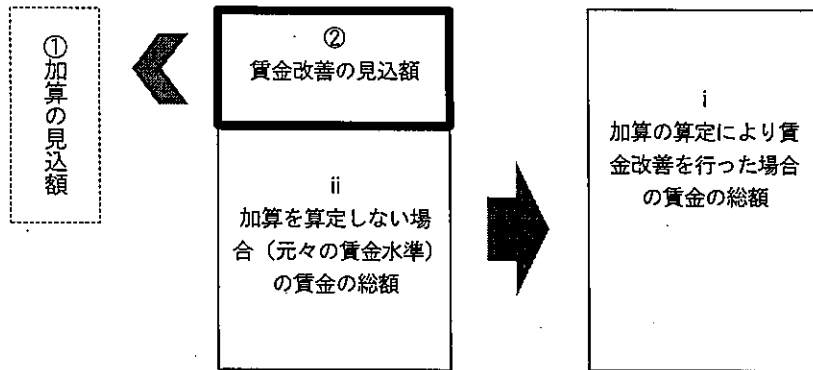 ①加算の見込額
②
賃金改善の見込額
ⅱ
加算を算定しない場
合（元々の賃金水準）
の賃金の総額
ⅰ
加算の算定により賃
金改善を行った場合
の賃金の総額